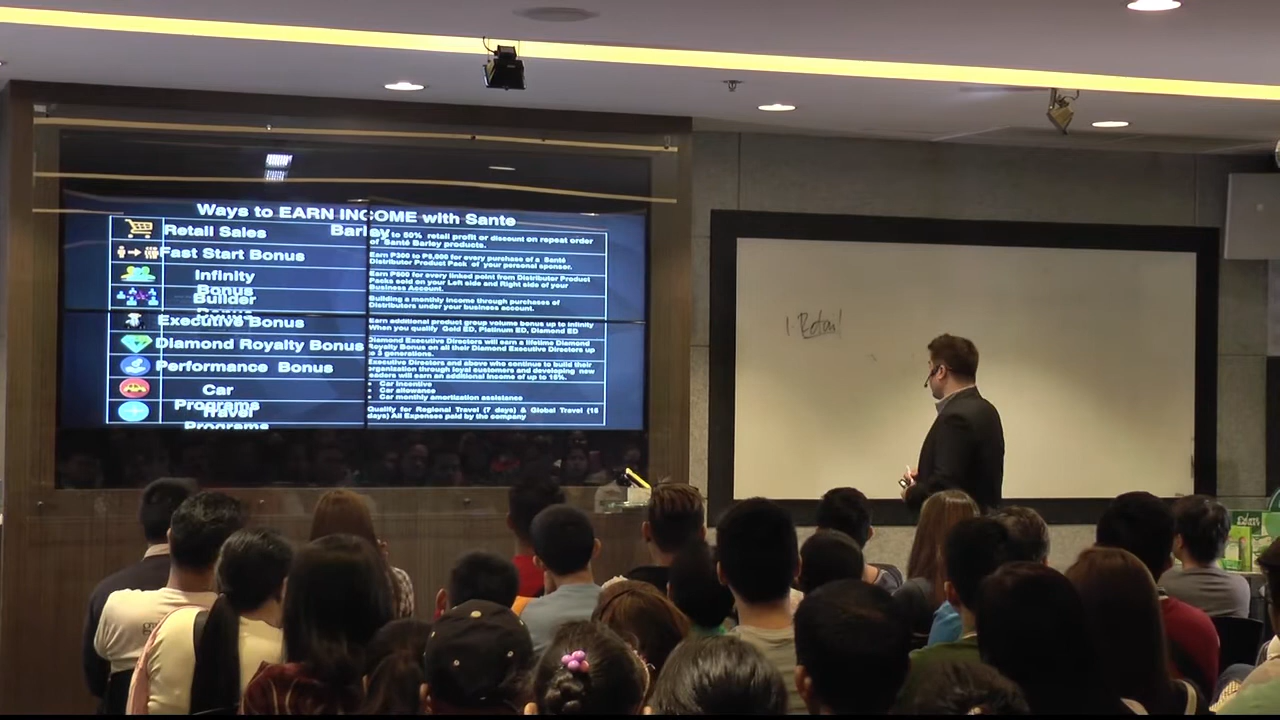 Ways to EARN INCOME with Sante
Barley
Retail Sales
to 50% retail profit or discount on repeat order
of Santé Barley products.
Fast Start Bonus
Earn P300 to P6,000 for every purchase of a Santé
Distributor Product Pack of your personal sponsor.
Infinity
Bonus
Earn P500 for every linked point from Distributor Product
Packs sold on your Left side and Right side of your
Business Account.
Builder
Bonus
Building a monthly income through purchases of
Distributors under your business account.
Executive Bonus
Earn additional product group volume bonus up to infinity
When you qualify Gold ED, Platinum ED, Diamond ED
Diamond Royalty Bonus
Diamond Executive Directors will earn a lifetime Diamond
Royalty Bonus on all their Diamond Executive Directors up
to 5 generations.
Performance Bonus
Executive Directors and above who continue to build their
organization through loyal customers and developing new
leaders will earn an additional income of up to 15%.
Car
Programs
• Car Incentive
• Car allowance
• Car monthly amortization assistance
Travel
Programs
Qualify for Regional Travel (7 days) & Global Travel (15
days) All Expenses paid by the company
1. Retail